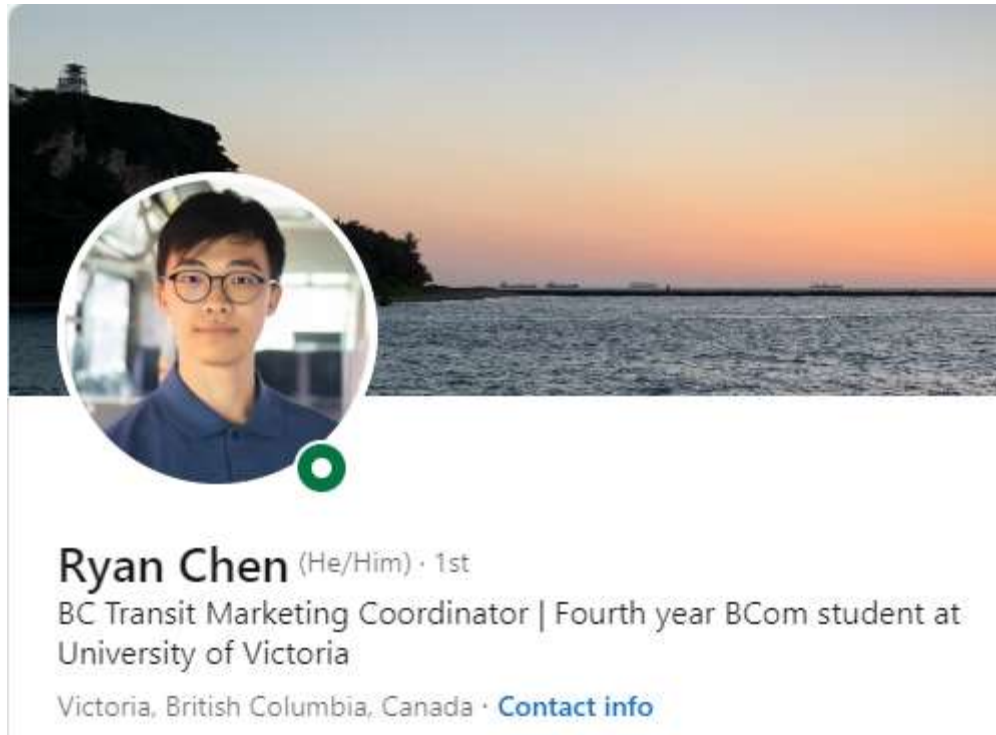 Ryan Chen (He/Him) · 1st
BC Transit Marketing Coordinator | Fourth year BCom student at
University of Victoria
Victoria, British Columbia, Canada · Contact info